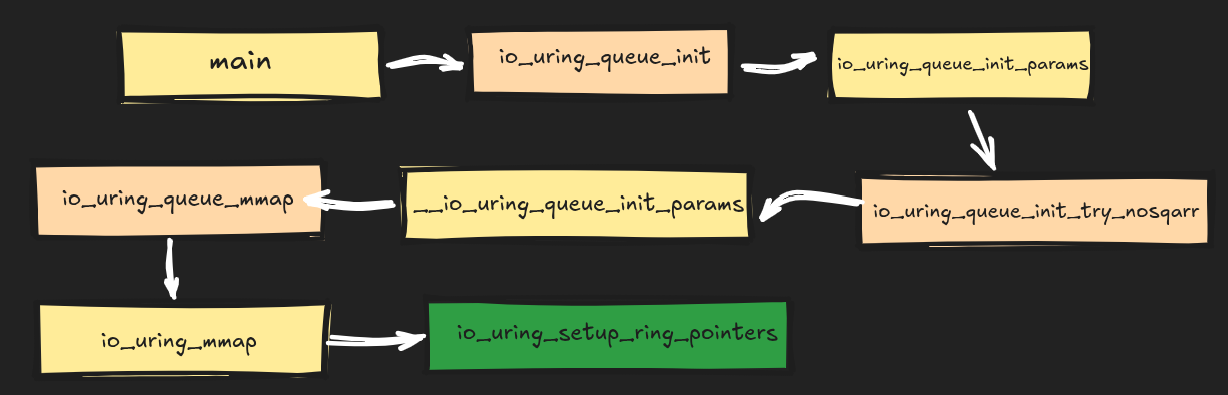 main
io_uring_queue_init
io_uring_queue_init_params
io_uring_queue_init_try_nosqarr
__io_uring_queue_init_params
io_uring_queue_mmap
io_uring_mmap
io_uring_setup_ring_pointers